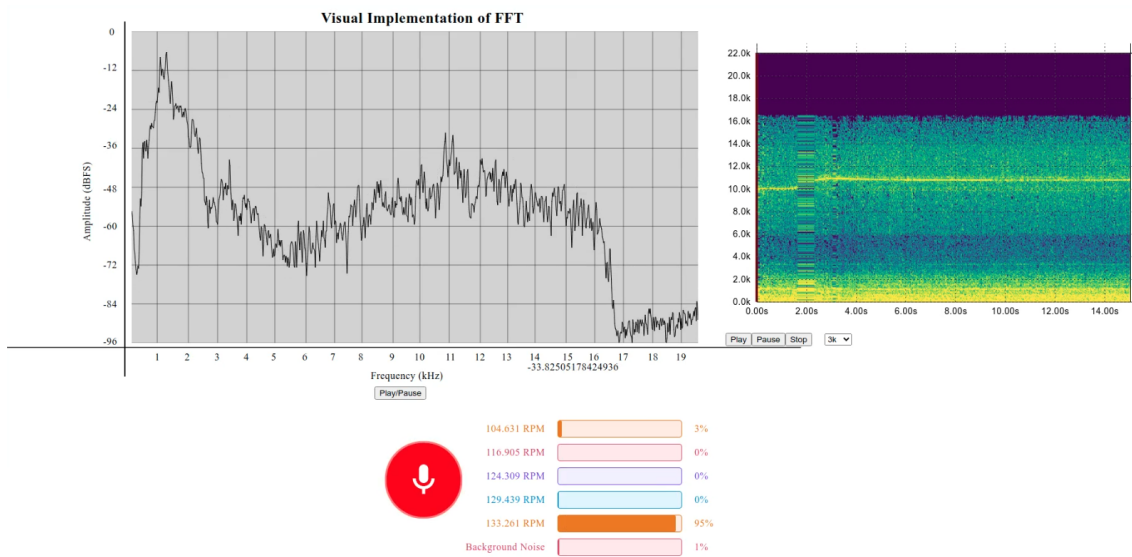 Visual Implementation of FFT
0
-12
-24
-36
-48
-60
-72
-84
-96
Amplitude (dBFS)
1 2 3 4 5 6 7 8 9 10 11 12 13 14 15 16 17 18 19
-33.82505178424936
Frequency (kHz)
Play/Pause
22.0k
20.0k
18.0k
16.0k
14.0k
12.0k
10.0k
8.0k
6.0k
4.0k
2.0k
0.0k
0.00s 2.00s 4.00s 6.00s 8.00s 10.00s 12.00s 14.00s
Play Pause Stop 3k
104.631 RPM 3%
116.905 RPM 0%
124.309 RPM 0%
129.439 RPM 0%
133.261 RPM 95%
Background Noise 1%